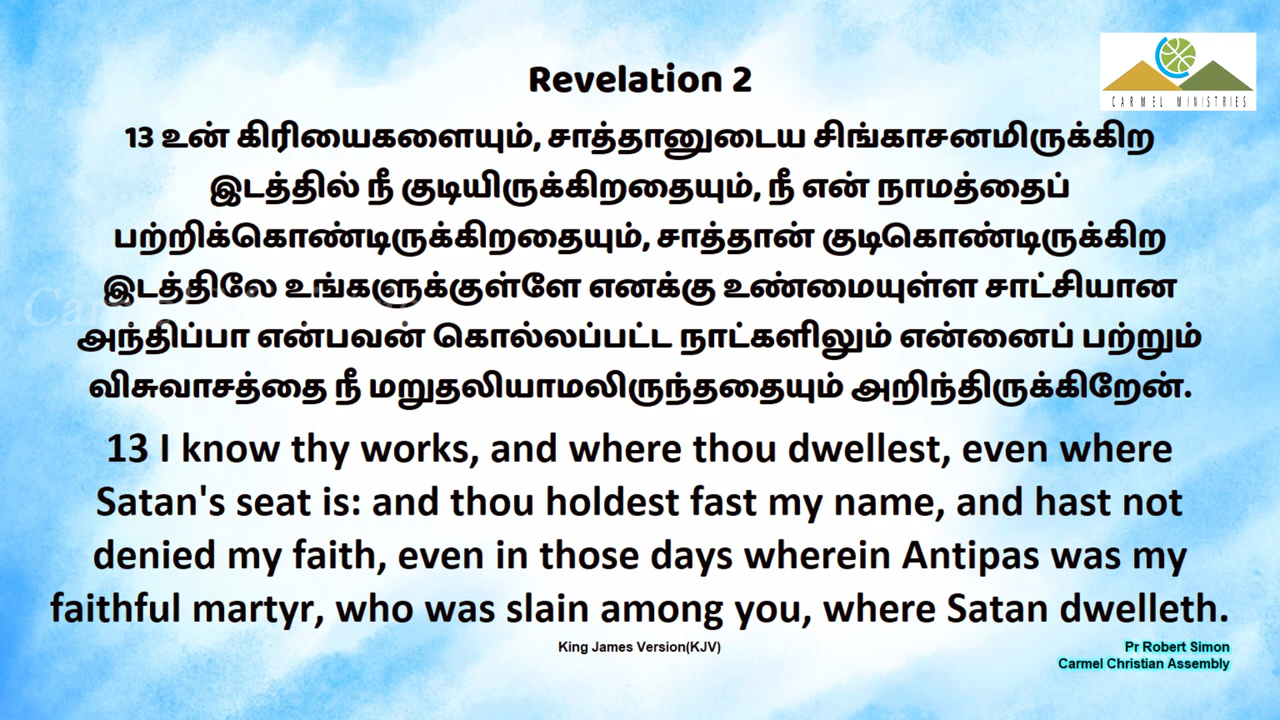 Revelation 2
CARMEL MINISTRIES
13 உன் கிரியைகளையும், சாத்தானுடைய சிங்காசனமிருக்கிற
இடத்தில் நீ குடியிருக்கிறதையும், நீ என் நாமத்தைப்
பற்றிக்கொண்டிருக்கிறதையும், சாத்தான் குடிகொண்டிருக்கிற
இடத்திலே உங்களுக்குள்ளே எனக்கு உண்மையுள்ள சாட்சியான
அந்திப்பா என்பவன் கொல்லப்பட்ட நாட்களிலும் என்னைப் பற்றும்
விசுவாசத்தை நீ மறுதலியாமலிருந்ததையும் அறிந்திருக்கிறேன்.
13 I know thy works, and where thou dwellest, even where
Satan's seat is: and thou holdest fast my name, and hast not
denied my faith, even in those days wherein Antipas was my
faithful martyr, who was slain among you, where Satan dwelleth.
King James Version(KJV)
Pr Robert Simon
Carmel Christian Assembly